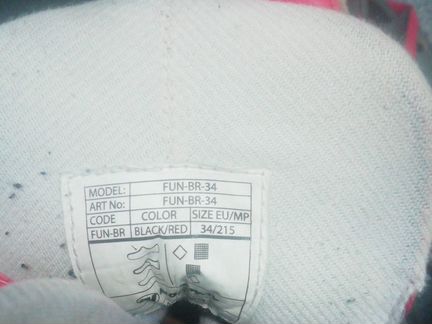 MODEL: FUN-BR-34
ART No: FUN-BR-34
CODE COLOR SIZE EU/MP
FUN-BR BLACK/RED 34/215